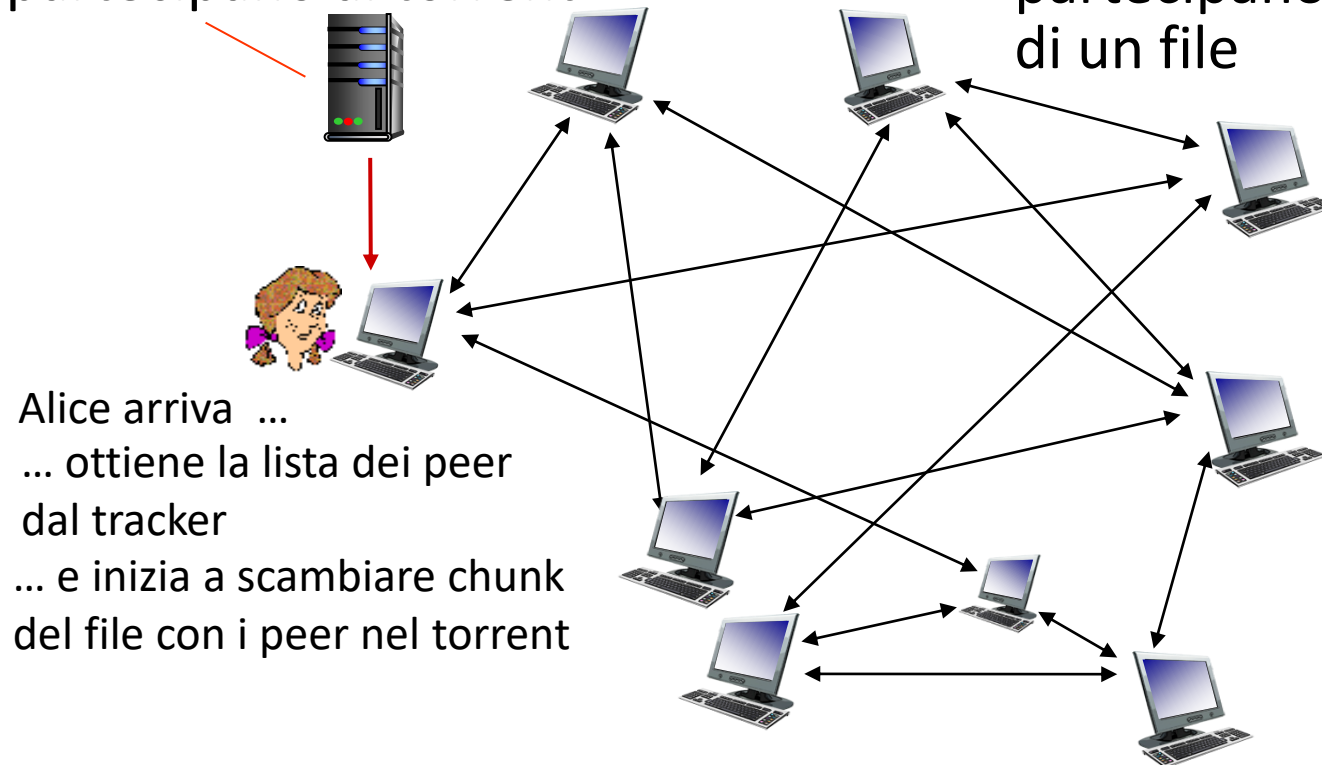 partecipano
di un file
Alice arriva …
… ottiene la lista dei peer
dal tracker
… e inizia a scambiare chunk
del file con i peer nel torrent